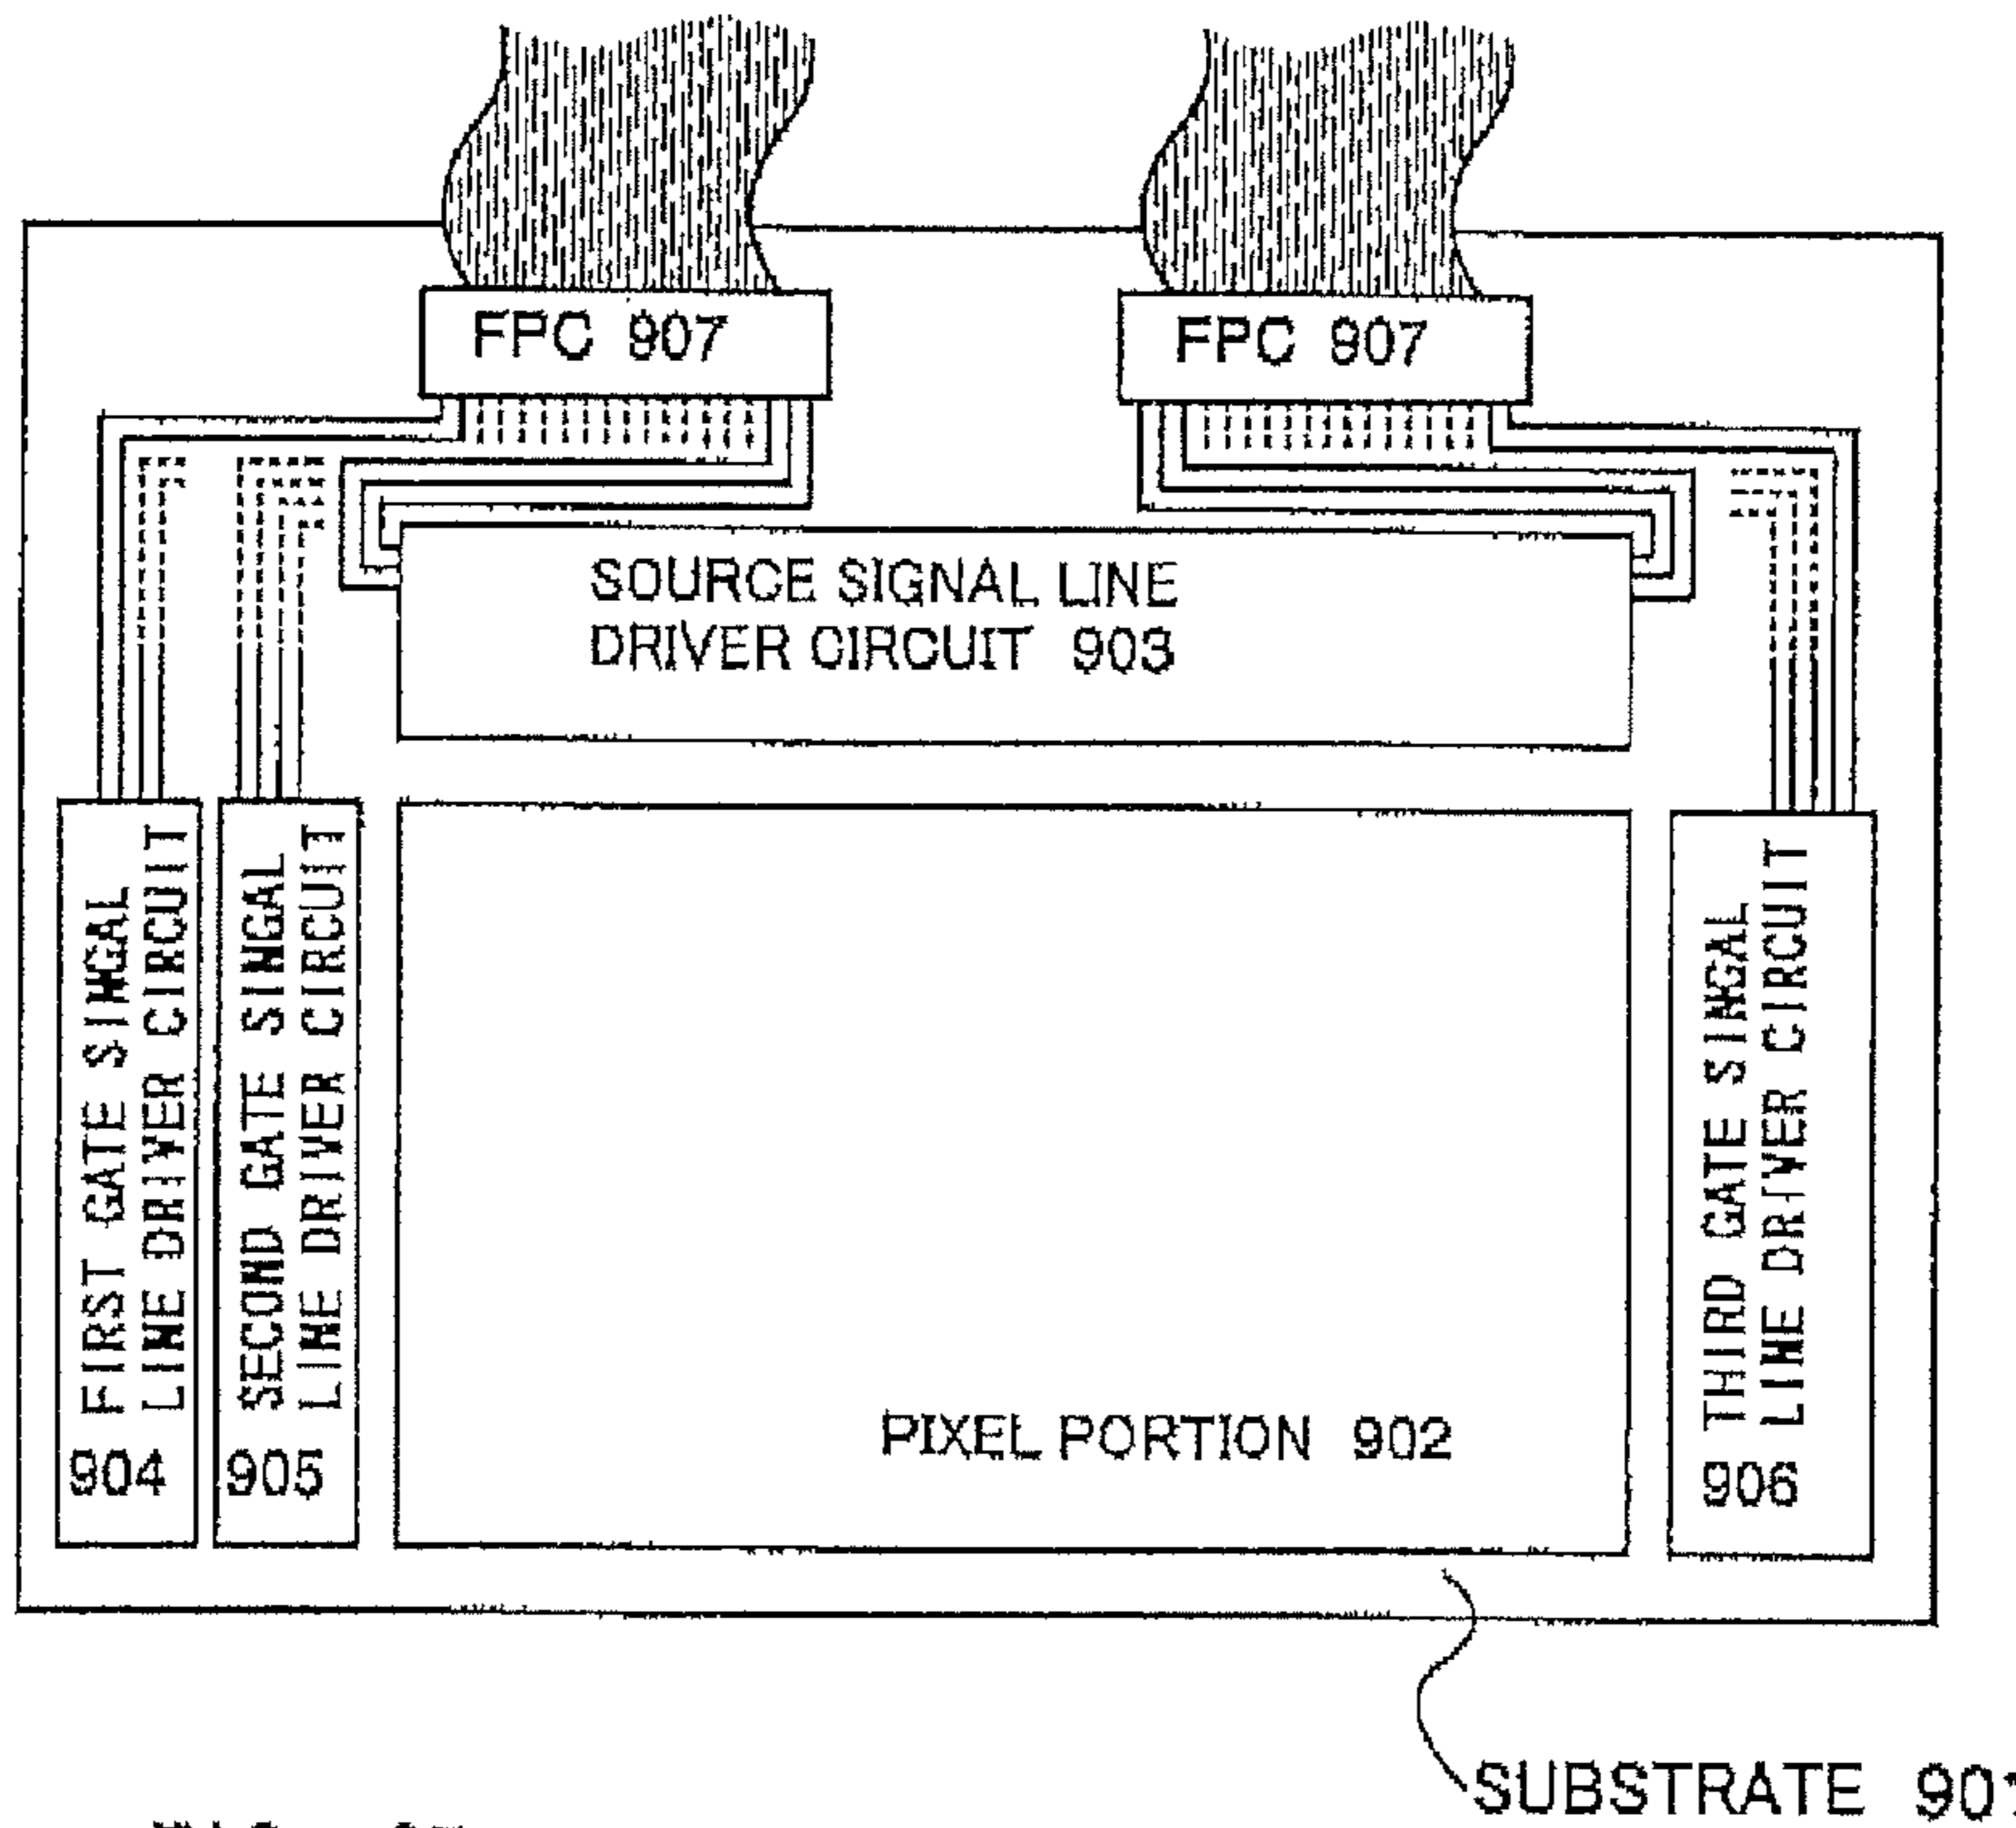 FPC 907
FPC 907
SOURCE SIGNAL LINE
DRIVER CIRCUIT 903
FIRST GATE SINGAL
LINE DRIVER CIRCUIT
904
SECOND GATE SINGAL
LINE DRIVER CIRCUIT
905
PIXEL PORTION 902
THIRD GATE SINGAL
LINE DRIVER CIRCUIT
906
SUBSTRATE